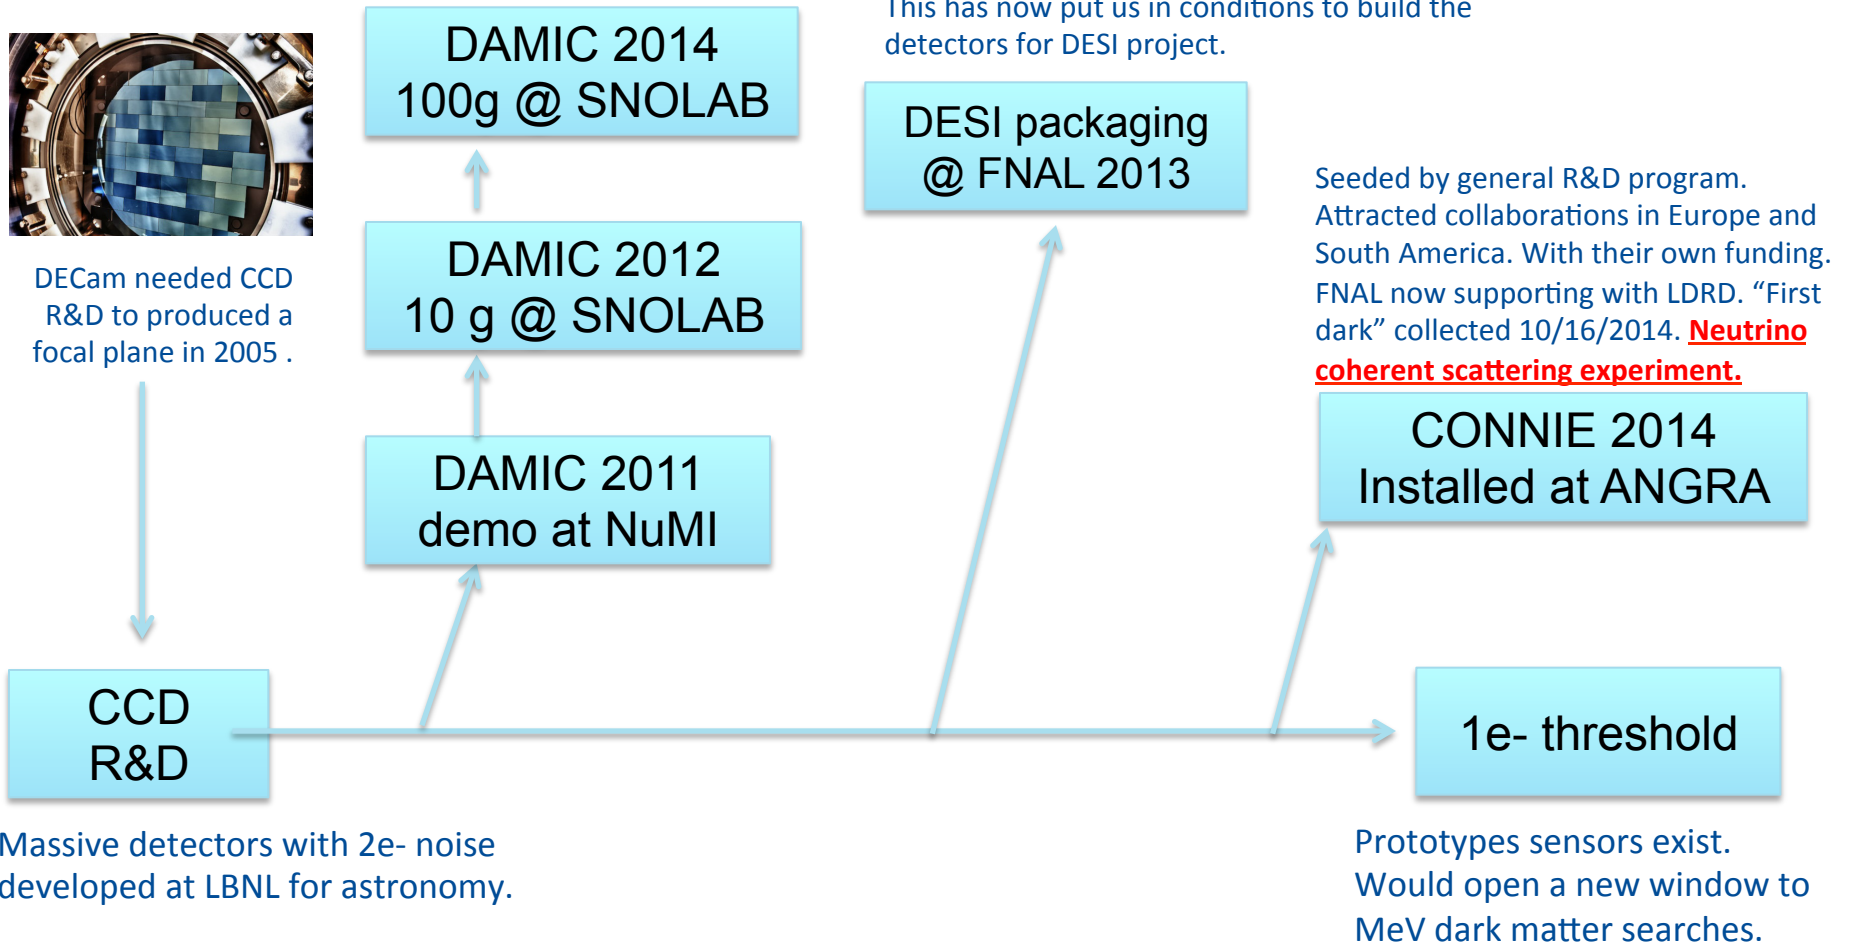 This has now put us in conditions to build the
detectors for DESI project.
DAMIC 2014
100g @ SNOLAB
DESI packaging
@ FNAL 2013
Seeded by general R&D program.
Attracted collaborations in Europe and
South America. With their own funding.
FNAL now supporting with LDRD. “First
dark” collected 10/16/2014. Neutrino
coherent scattering experiment.
DECam needed CCD
R&D to produced a
focal plane in 2005 .
DAMIC 2012
10 g @ SNOLAB
CONNIE 2014
Installed at ANGRA
DAMIC 2011
demo at NuMI
CCD
R&D
1e- threshold
Massive detectors with 2e- noise
developed at LBNL for astronomy.
Prototypes sensors exist.
Would open a new window to
MeV dark matter searches.